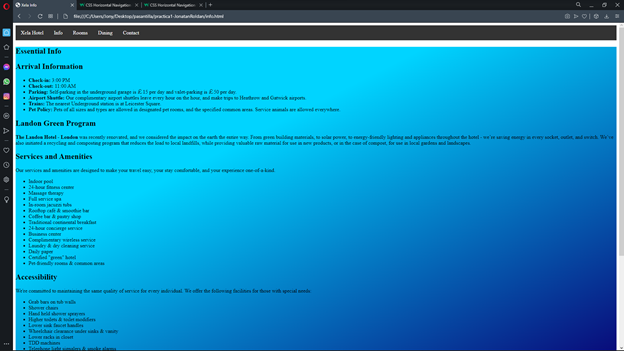 Xela Info
CSS Horizontal Navigation
CSS Horizontal Navigation
file:///C:/Users/Jony/Desktop/pasantilla/practica1-JonatanRoldan/Info.html
Xela Hotel Info Rooms Dining Contact
Essential Info
Arrival Information
Check-in: 3:00 PM
Check-out: 11:00 AM
Parking: Self-parking in the underground garage is £ 15 per day and valet parking is £ 50 per day.
Airport Shuttle: Our complimentary airport shuttle leaves every hour on the hour, and make trips to Heathrow and Gatwick airports.
Trains: The nearest Underground station is at Leicester Square.
Pet Policy: Pets of all sizes and types are allowed in designated pet rooms, and the specified common areas. Service animals are allowed everywhere.
Landon Green Program
The Landon Hotel - London was recently renovated, and we considered the impact on the earth the entire way. From green building materials, to solar power, to energy-friendly lighting and appliances throughout the hotel - we're saving energy in every socket, outlet, and switch. We've
also initiated a recycling and composting program that reduces the load to local landfills, while providing valuable raw material for use in new products, or in the case of compost, for use in local gardens and landscapes.
Services and Amenities
Our services and amenities are designed to make your travel easy, your stay comfortable, and your experience one-of-a-kind.
Indoor pool
24-hour fitness center
Massage therapy
Full service spa
In-room jacuzzi tubs
Rooftop café & smoothie bar
Coffee bar & pastry shop
Traditional continental breakfast
24-hour concierge service
Business center
Complimentary wireless service
Laundry & dry cleaning service
Daily paper
Certified "green" hotel
Pet-friendly rooms & common areas
Accessibility
We're committed to maintaining the same quality of service for every individual. We offer the following facilities for those with special needs:
Grab bars on tub walls
Shower chairs
Hand held shower sprayers
Higher toilets & toilet modifiers
Lower sink faucet handles
Wheelchair clearance under sinks & vanity
Lower racks in closet
TDD machines
Telephone light signalers & smoke alarms